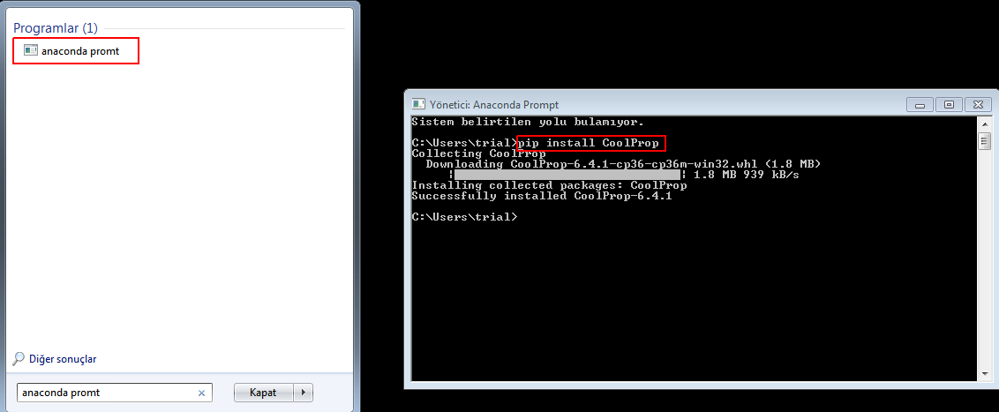 Programlar (1)
anaconda promt
Diğer sonuçlar
anaconda promt
Kapat
Yönetici: Anaconda Prompt
Sistem belirtilen yolu bulamıyor.
C:\Users\trial>pip install CoolProp
Collecting CoolProp
Downloading CoolProp-6.4.1-cp36-cp36m-win32.whl (1.8 MB)
1.8 MB 939 kB/s
Installing collected packages: CoolProp
Successfully installed CoolProp-6.4.1
C:\Users\trial>